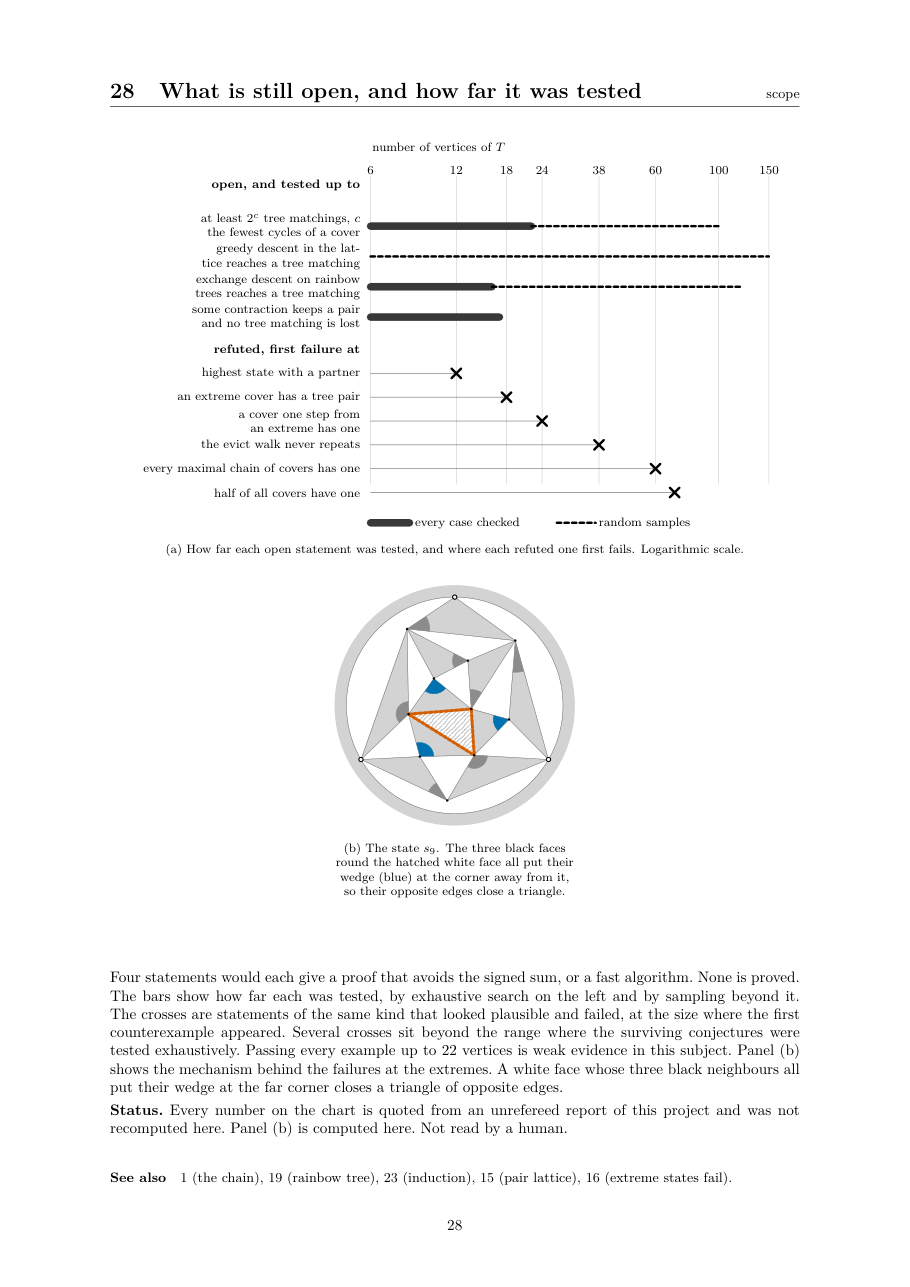 28 What is still open, and how far it was tested scope
number of vertices of T
6 12 18 24 38 60 100 150
open, and tested up to
at least 2^c tree matchings, c
the fewest cycles of a cover
greedy descent in the lat-
tice reaches a tree matching
exchange descent on rainbow
trees reaches a tree matching
some contraction keeps a pair
and no tree matching is lost
refuted, first failure at
highest state with a partner
an extreme cover has a tree pair
a cover one step from
an extreme has one
the evict walk never repeats
every maximal chain of covers has one
half of all covers have one
every case checked random samples
(a) How far each open statement was tested, and where each refuted one first fails. Logarithmic scale.
(b) The state s₉. The three black faces
round the hatched white face all put their
wedge (blue) at the corner away from it,
so their opposite edges close a triangle.
Four statements would each give a proof that avoids the signed sum, or a fast algorithm. None is proved.
The bars show how far each was tested, by exhaustive search on the left and by sampling beyond it.
The crosses are statements of the same kind that looked plausible and failed, at the size where the first
counterexample appeared. Several crosses sit beyond the range where the surviving conjectures were
tested exhaustively. Passing every example up to 22 vertices is weak evidence in this subject. Panel (b)
shows the mechanism behind the failures at the extremes. A white face whose three black neighbours all
put their wedge at the far corner closes a triangle of opposite edges.
Status. Every number on the chart is quoted from an unrefereed report of this project and was not
recomputed here. Panel (b) is computed here. Not read by a human.
See also 1 (the chain), 19 (rainbow tree), 23 (induction), 15 (pair lattice), 16 (extreme states fail).
28